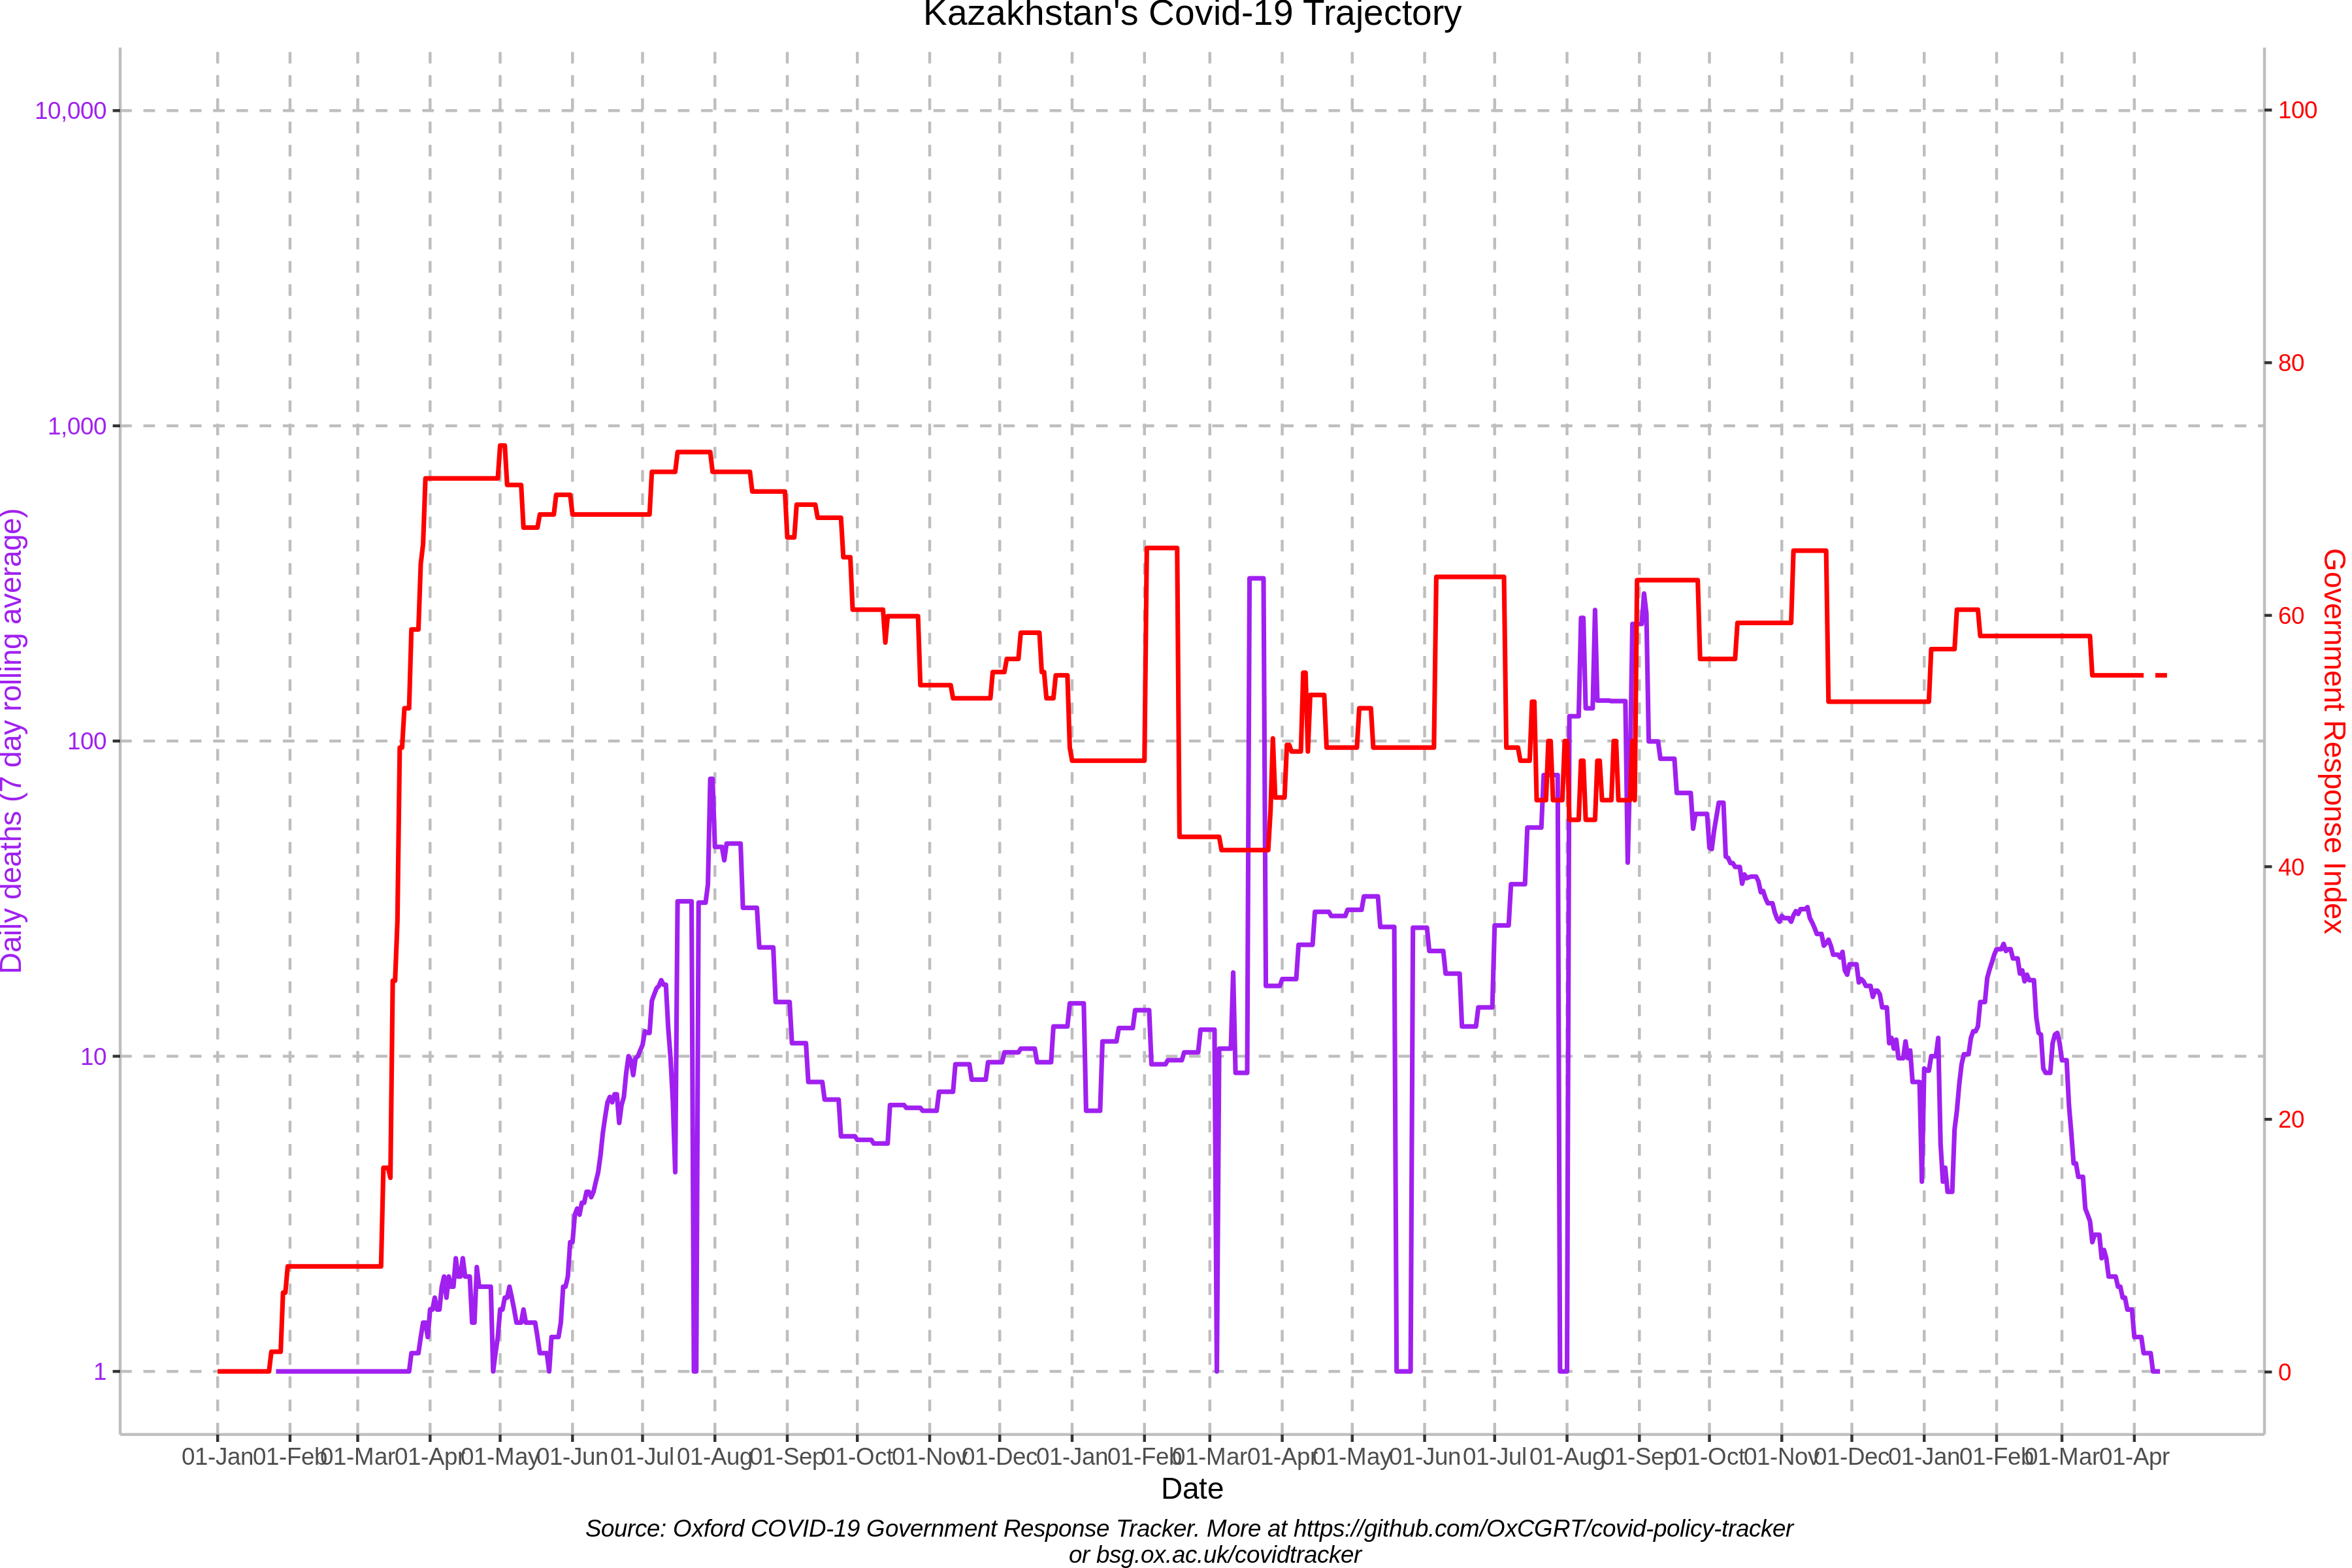 Kazakhstan's Covid-19 Trajectory
10,000
1,000
100
10
1
Daily deaths (7 day rolling average)
100
80
60
40
20
0
Government Response Index
01-Jan 01-Feb 01-Mar 01-Apr 01-May 01-Jun 01-Jul 01-Aug 01-Sep 01-Oct 01-Nov 01-Dec 01-Jan 01-Feb 01-Mar 01-Apr 01-May 01-Jun 01-Jul 01-Aug 01-Sep 01-Oct 01-Nov 01-Dec 01-Jan 01-Feb 01-Mar 01-Apr
Date
Source: Oxford COVID-19 Government Response Tracker. More at https://github.com/OxCGRT/covid-policy-tracker
or bsg.ox.ac.uk/covidtracker